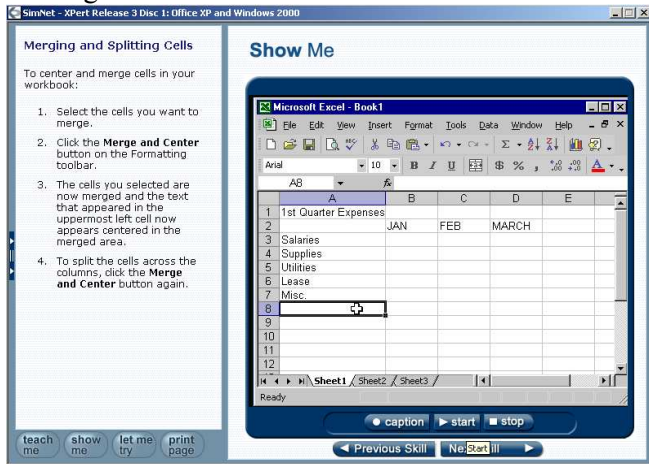 SimNet - XPert Release 3 Disc 1: Office XP and Windows 2000
Merging and Splitting Cells
To center and merge cells in your
workbook:
1. Select the cells you want to
merge.
2. Click the Merge and Center
button on the Formatting
toolbar.
3. The cells you selected are
now merged and the text
that appeared in the
uppermost left cell now
appears centered in the
merged area.
4. To split the cells across the
columns, click the Merge
and Center button again.
teach me
show me
let me try
print page
Show Me
Microsoft Excel - Book1
File Edit View Insert Format Tools Data Window Help
Arial 10 B I U $ % ,
A8 fx
A B C D E
1 1st Quarter Expenses
2 JAN FEB MARCH
3 Salaries
4 Supplies
5 Utilities
6 Lease
7 Misc.
8
9
10
11
12
Sheet1 Sheet2 Sheet3
Ready
caption start stop
Previous Skill Start